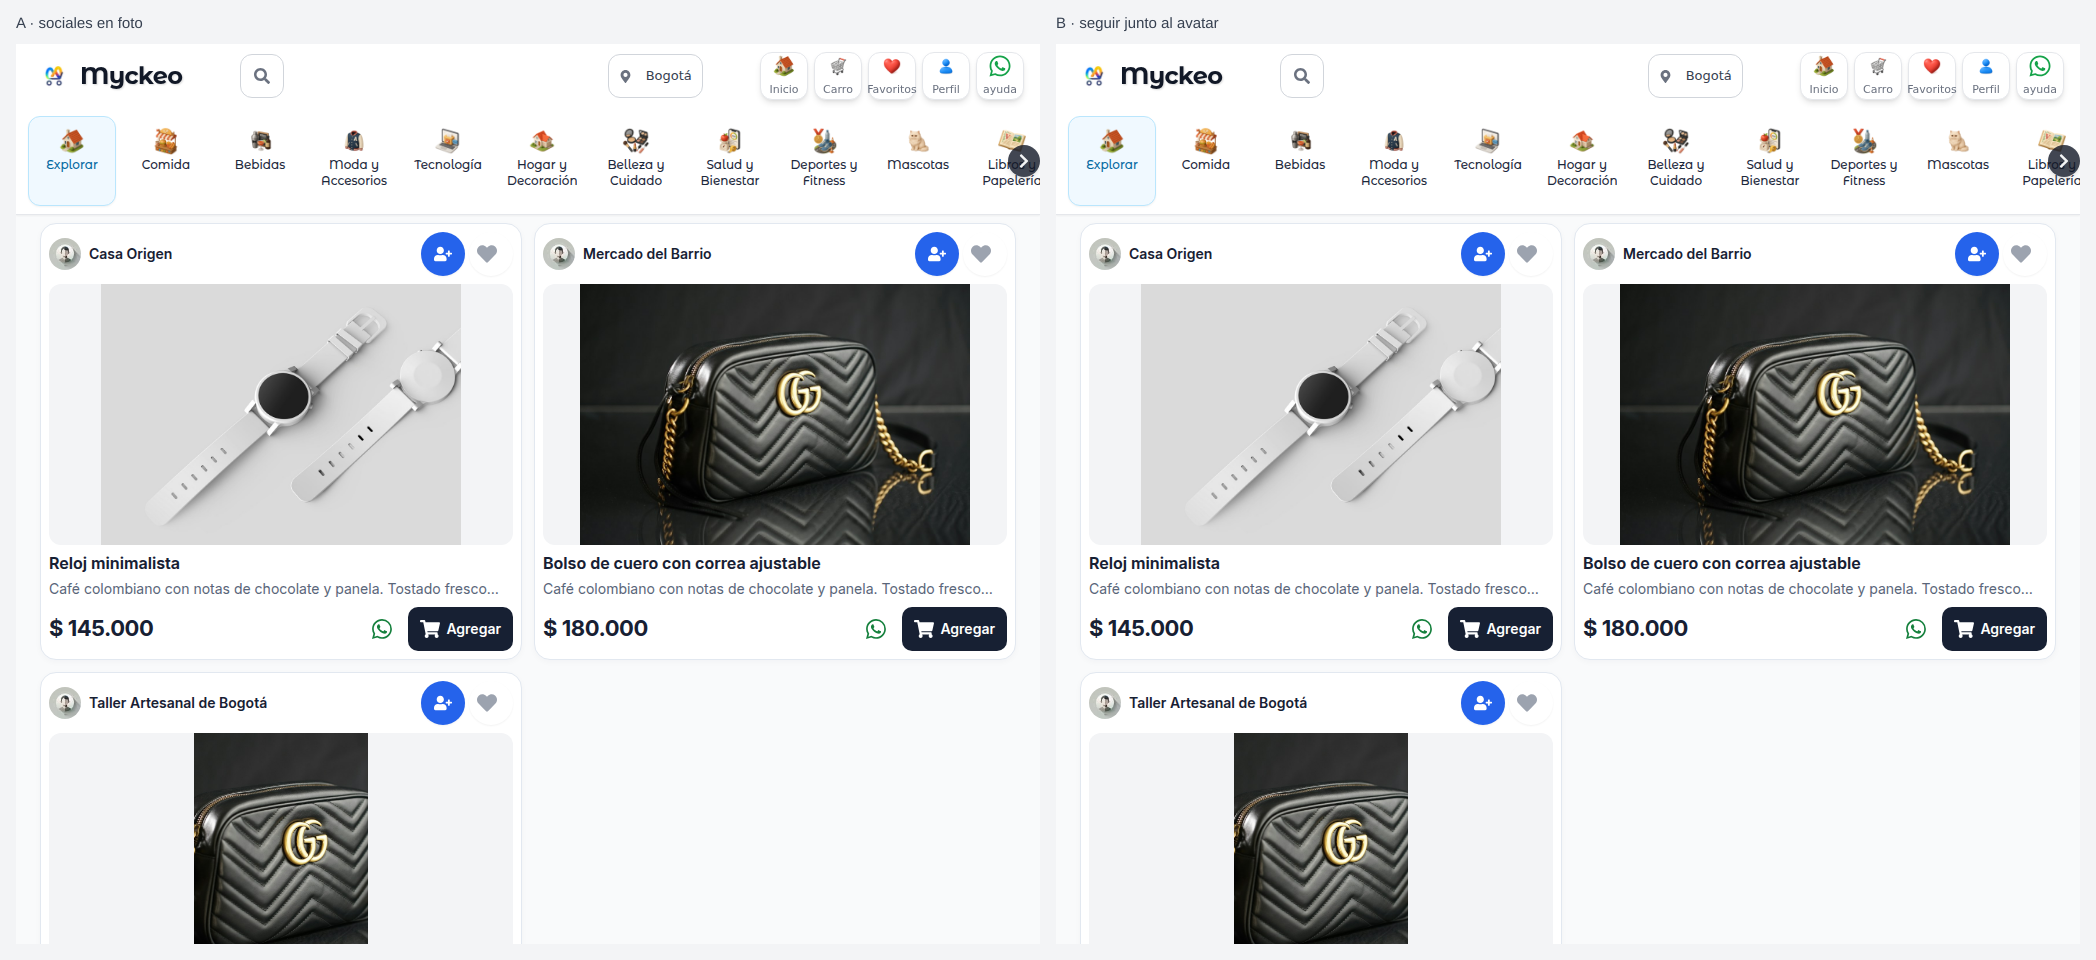 A · sociales en foto
Myckeo
Bogotá
Inicio
Carro
Favoritos
Perfil
ayuda
Explorar
Comida
Bebidas
Moda y
Accesorios
Tecnología
Hogar y
Decoración
Belleza y
Cuidado
Salud y
Bienestar
Deportes y
Fitness
Mascotas
Libros y
Papelería
Casa Origen
Mercado del Barrio
Reloj minimalista
Café colombiano con notas de chocolate y panela. Tostado fresco...
$ 145.000
Agregar
Bolso de cuero con correa ajustable
Café colombiano con notas de chocolate y panela. Tostado fresco...
$ 180.000
Agregar
Taller Artesanal de Bogotá
B · seguir junto al avatar
Myckeo
Bogotá
Inicio
Carro
Favoritos
Perfil
ayuda
Explorar
Comida
Bebidas
Moda y
Accesorios
Tecnología
Hogar y
Decoración
Belleza y
Cuidado
Salud y
Bienestar
Deportes y
Fitness
Mascotas
Libros y
Papelería
Casa Origen
Mercado del Barrio
Reloj minimalista
Café colombiano con notas de chocolate y panela. Tostado fresco...
$ 145.000
Agregar
Bolso de cuero con correa ajustable
Café colombiano con notas de chocolate y panela. Tostado fresco...
$ 180.000
Agregar
Taller Artesanal de Bogotá